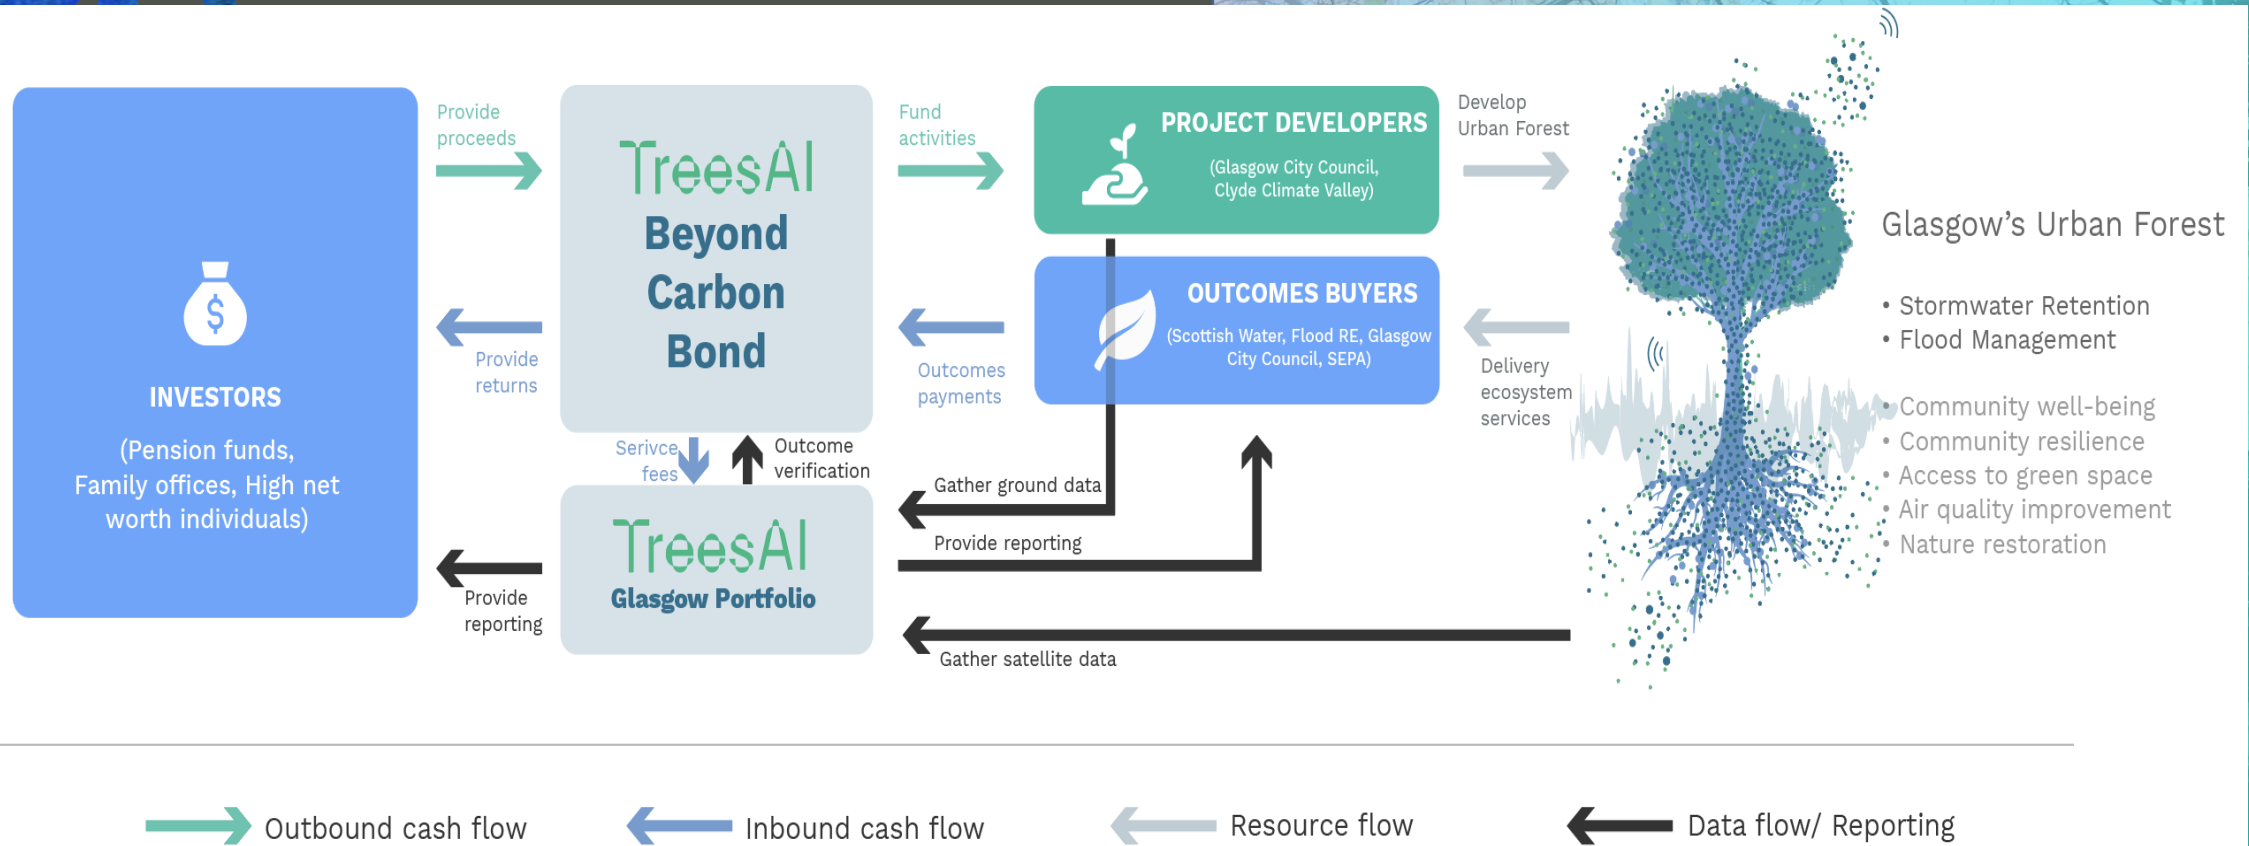 Provide
proceeds
Fund
activities
Develop
Urban Forest
TreesAI
Beyond
Carbon
Bond
PROJECT DEVELOPERS
(Glasgow City Council,
Clyde Climate Valley)
OUTCOMES BUYERS
(Scottish Water, Flood RE, Glasgow
City Council, SEPA)
$
INVESTORS
(Pension funds,
Family offices, High net
worth individuals)
Provide
returns
Outcomes
payments
Delivery
ecosystem
services
Glasgow’s Urban Forest
• Stormwater Retention
• Flood Management
• Community well-being
• Community resilience
• Access to green space
• Air quality improvement
• Nature restoration
Serivce
fees
Outcome
verification
Gather ground data
Provide reporting
TreesAI
Glasgow Portfolio
Provide
reporting
Gather satellite data
Outbound cash flow
Inbound cash flow
Resource flow
Data flow/ Reporting